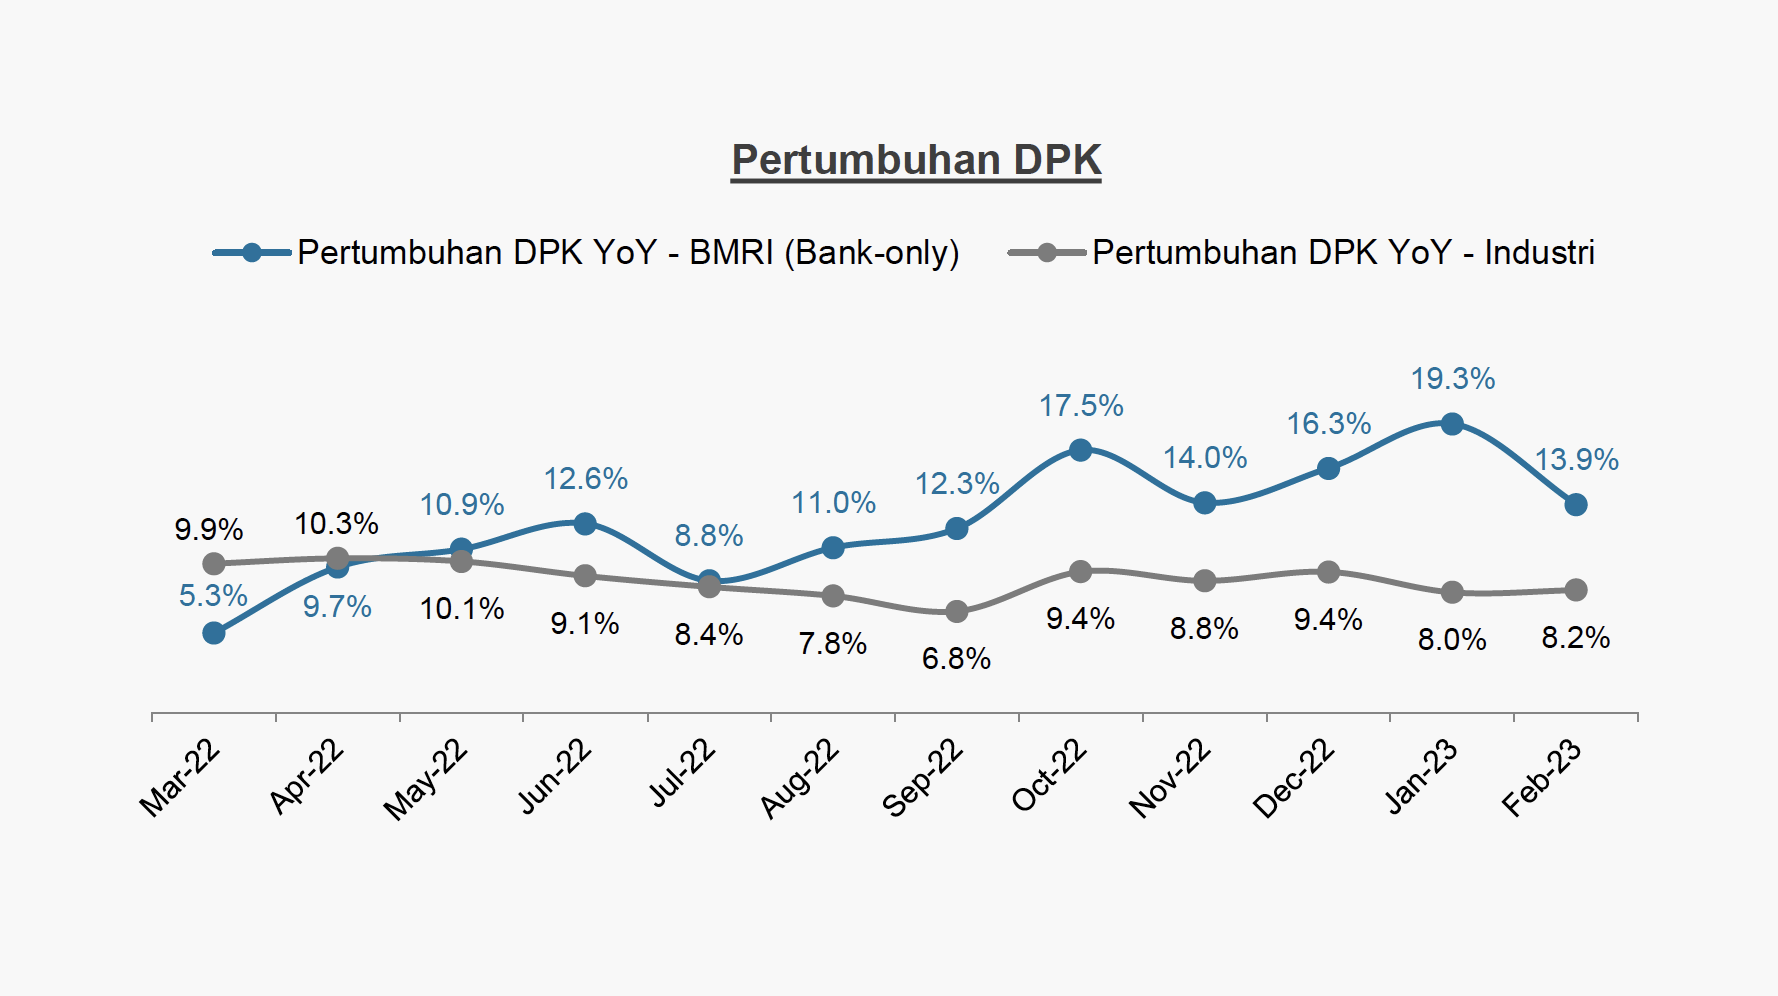 Pertumbuhan DPK
Pertumbuhan DPK YoY - BMRI (Bank-only)
Pertumbuhan DPK YoY - Industri
19.3%
17.5%
16.3%
14.0%
13.9%
12.6%
12.3%
11.0%
10.9%
8.8%
9.9%
10.3%
5.3%
9.7%
10.1%
9.1%
8.4%
7.8%
6.8%
9.4%
8.8%
9.4%
8.0%
8.2%
Mar-22
Apr-22
May-22
Jun-22
Jul-22
Aug-22
Sep-22
Oct-22
Nov-22
Dec-22
Jan-23
Feb-23